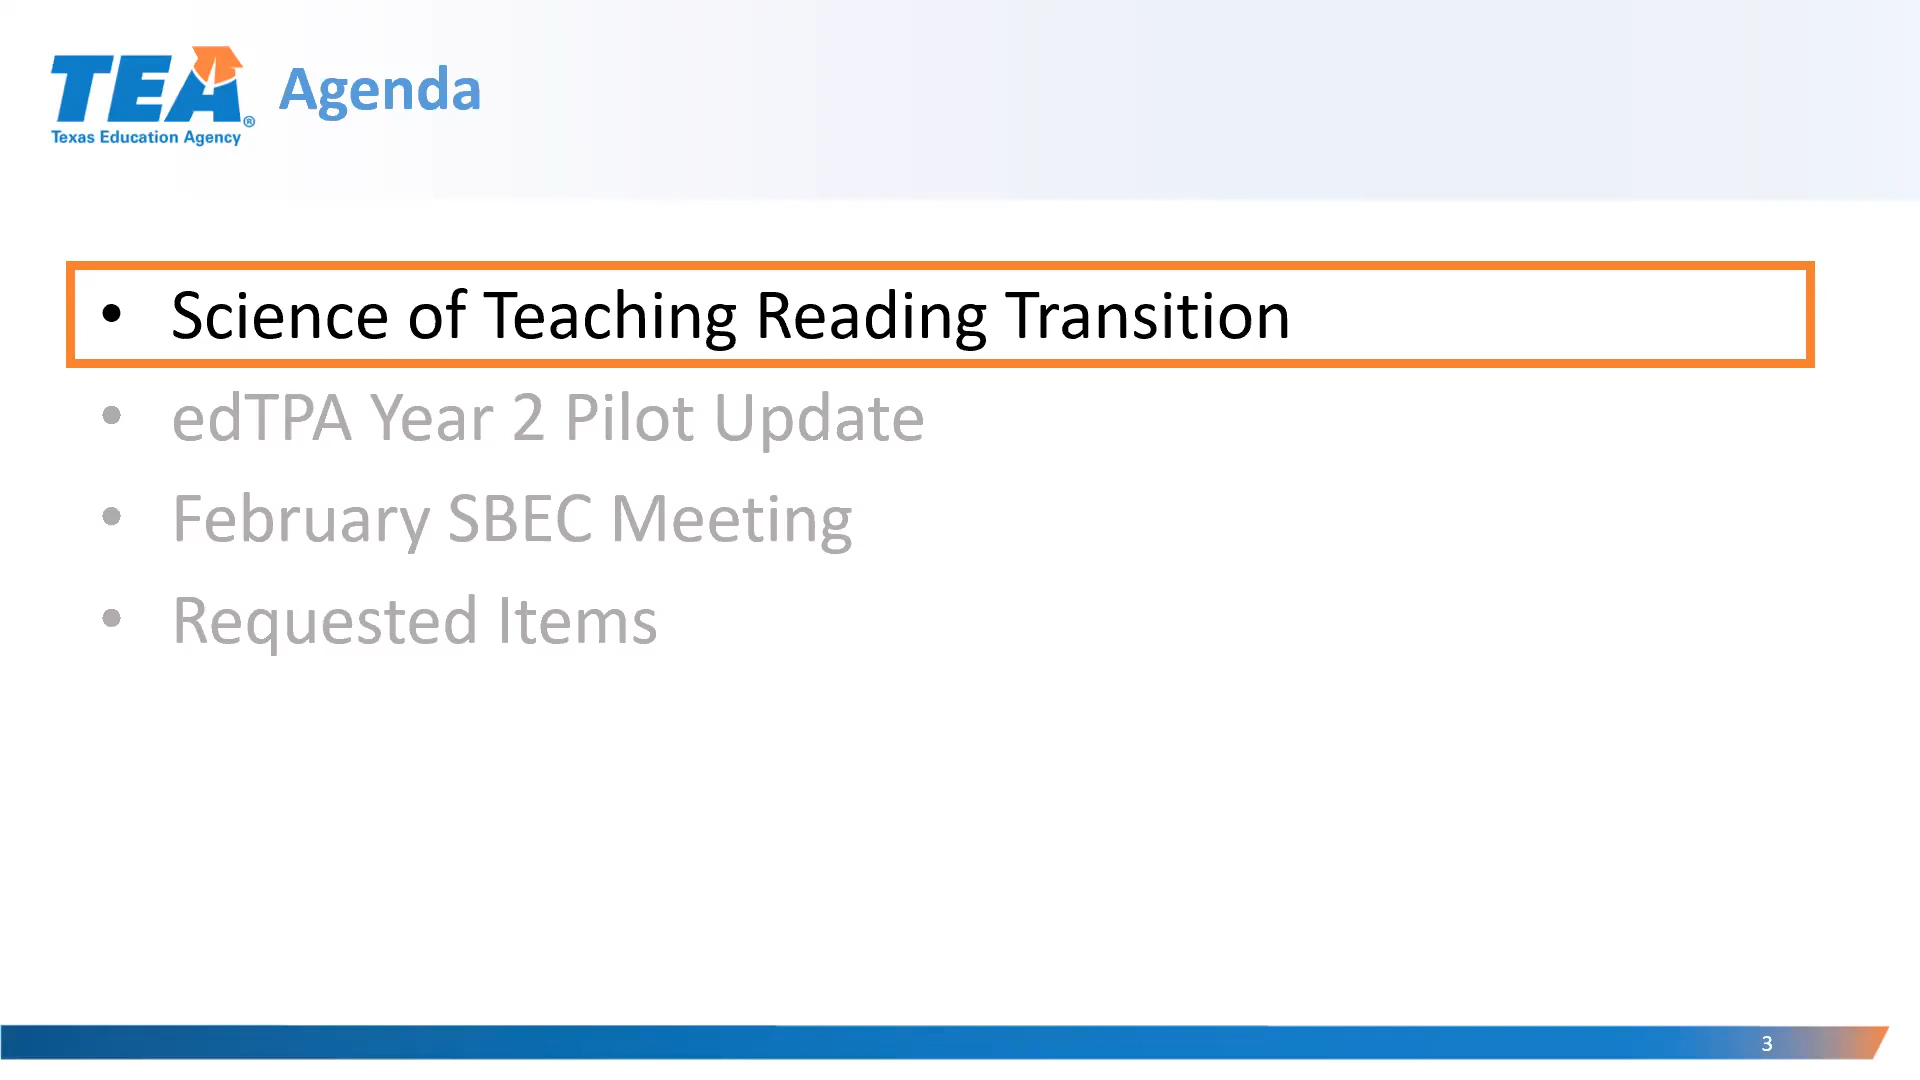 TEA®
Texas Education Agency
Agenda
• Science of Teaching Reading Transition
• edTPA Year 2 Pilot Update
• February SBEC Meeting
• Requested Items
3